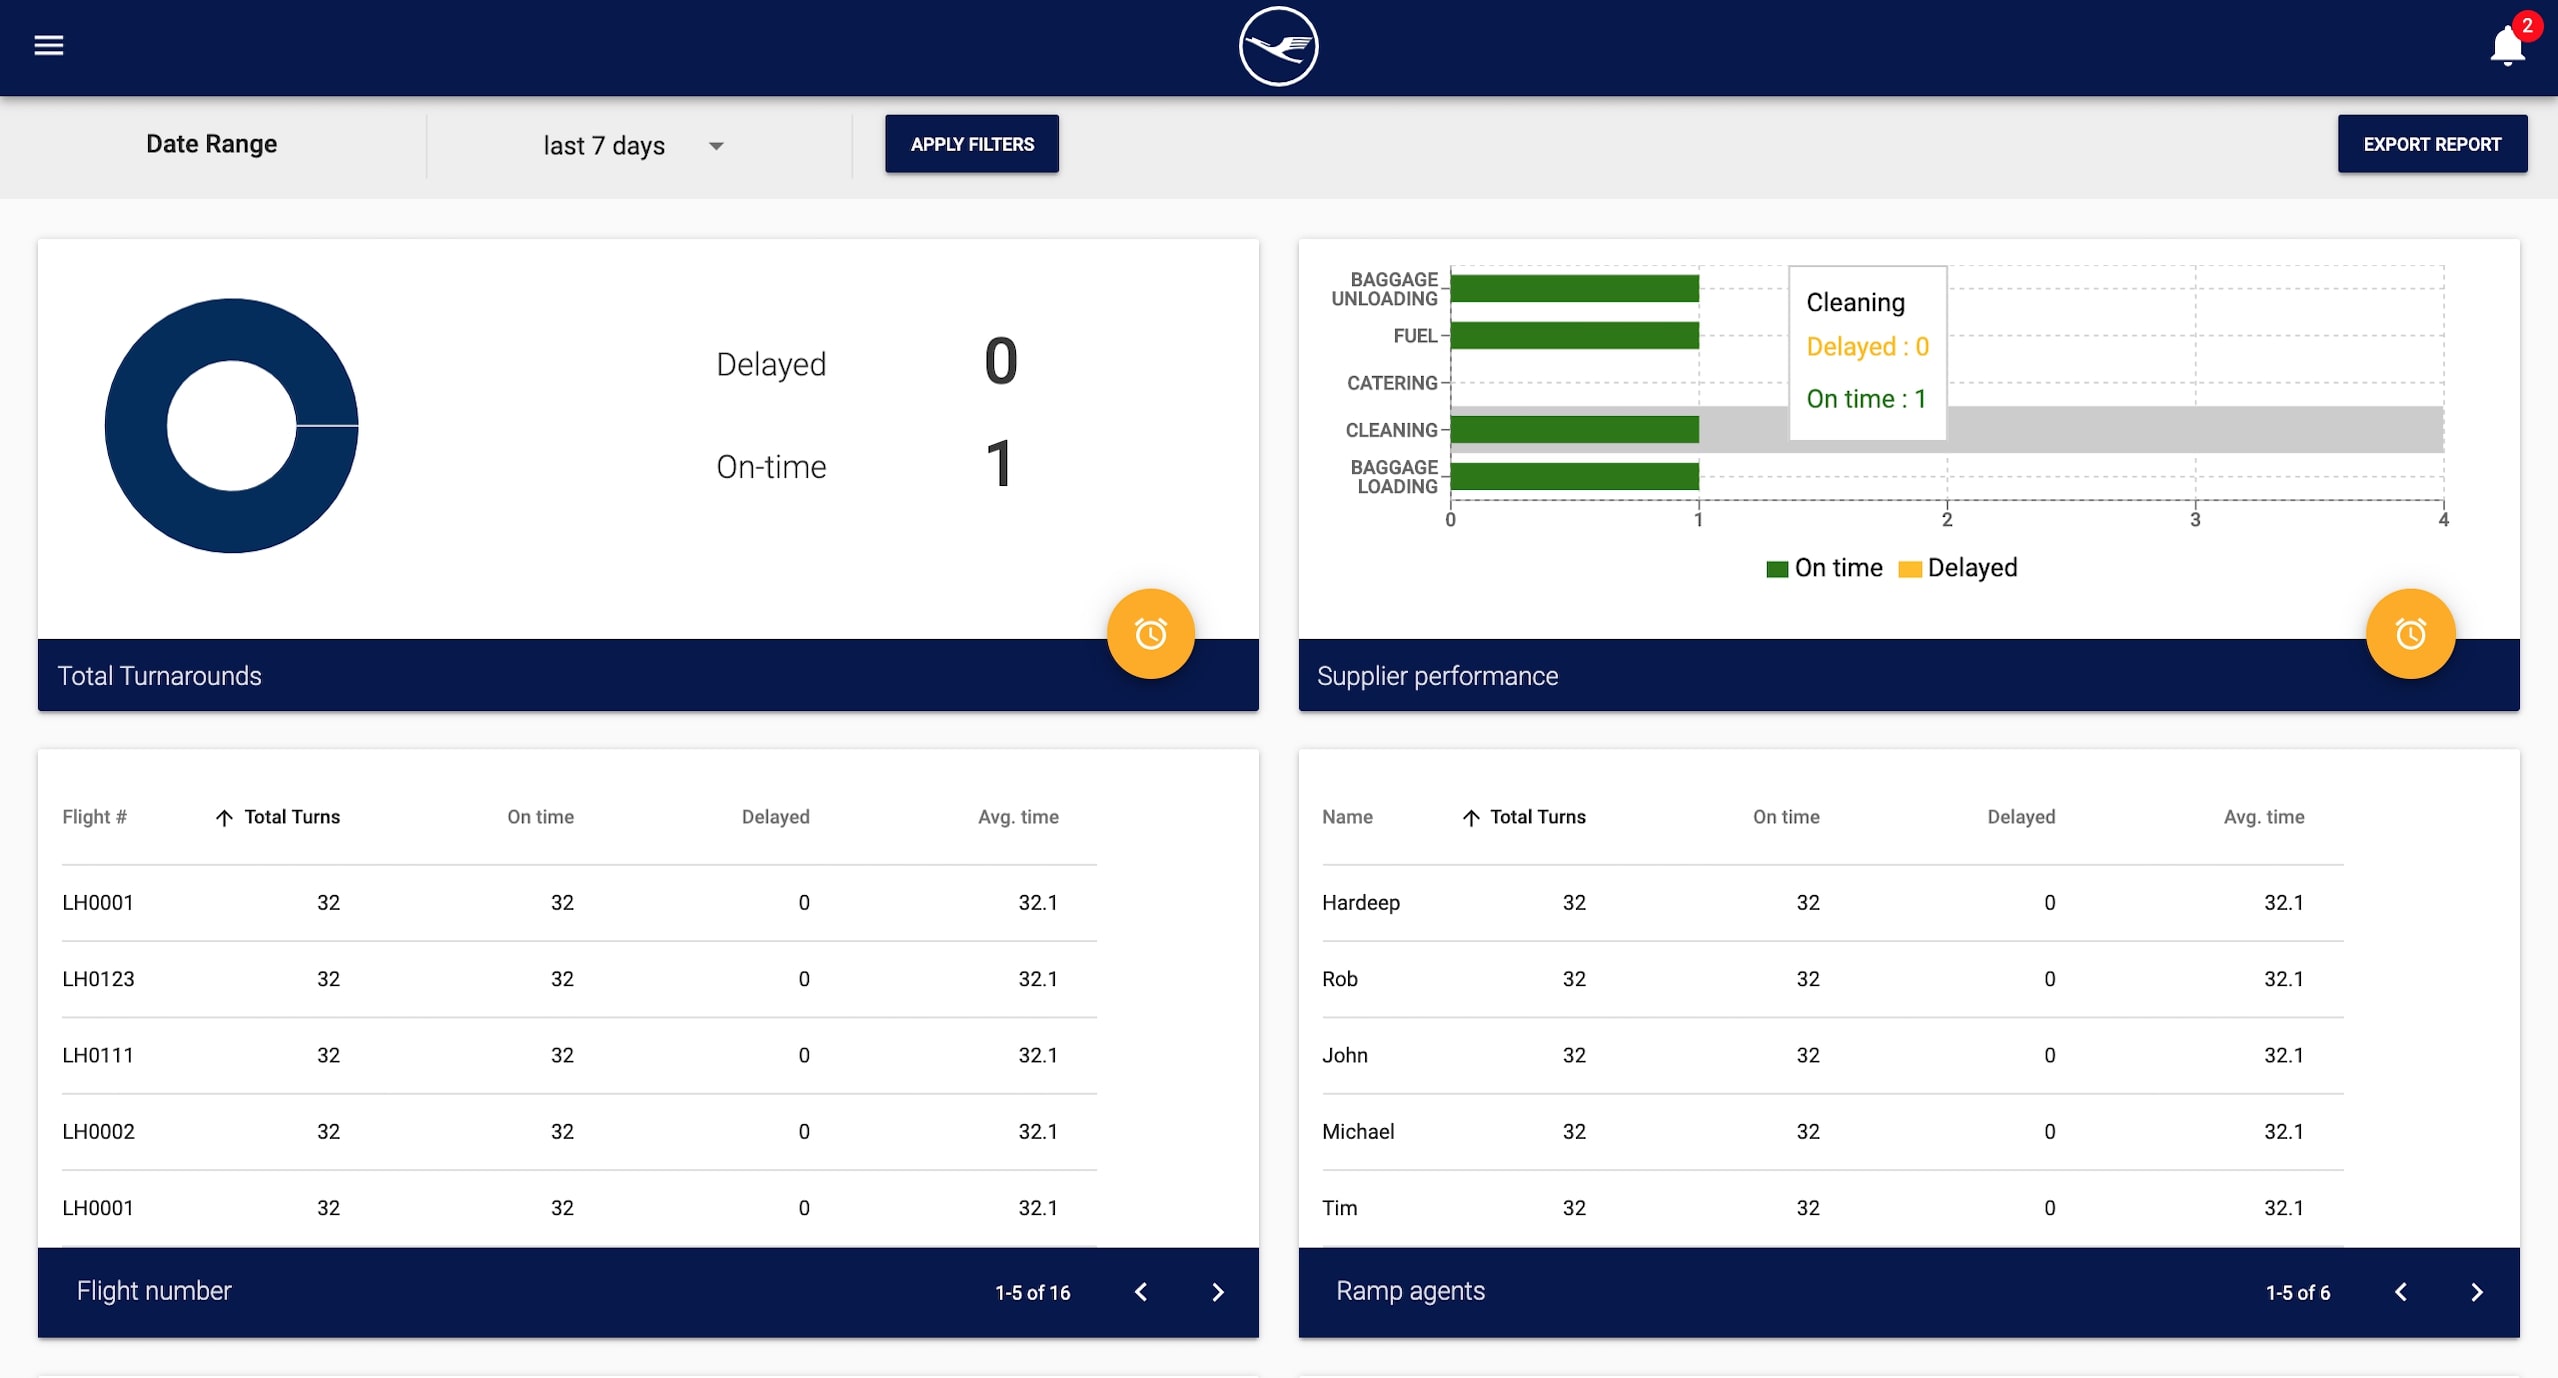 2
Date Range
last 7 days
APPLY FILTERS
EXPORT REPORT
Delayed 0
On-time 1
Total Turnarounds
BAGGAGE
UNLOADING
FUEL
CATERING
CLEANING
BAGGAGE
LOADING
Cleaning
Delayed : 0
On time : 1
0 1 2 3 4
On time Delayed
Supplier performance
Flight # Total Turns On time Delayed Avg. time
LH0001 32 32 0 32.1
LH0123 32 32 0 32.1
LH0111 32 32 0 32.1
LH0002 32 32 0 32.1
LH0001 32 32 0 32.1
Flight number 1-5 of 16
Name Total Turns On time Delayed Avg. time
Hardeep 32 32 0 32.1
Rob 32 32 0 32.1
John 32 32 0 32.1
Michael 32 32 0 32.1
Tim 32 32 0 32.1
Ramp agents 1-5 of 6